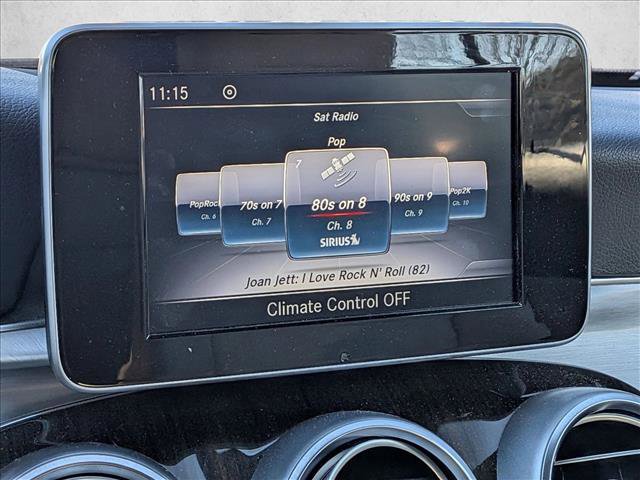 11:15
Sat Radio
Pop
7
PopRock
Ch. 6
70s on 7
Ch. 7
80s on 8
Ch. 8
SIRIUS
90s on 9
Ch. 9
Pop2K
Ch. 10
Joan Jett: I Love Rock N' Roll (82)
Climate Control OFF